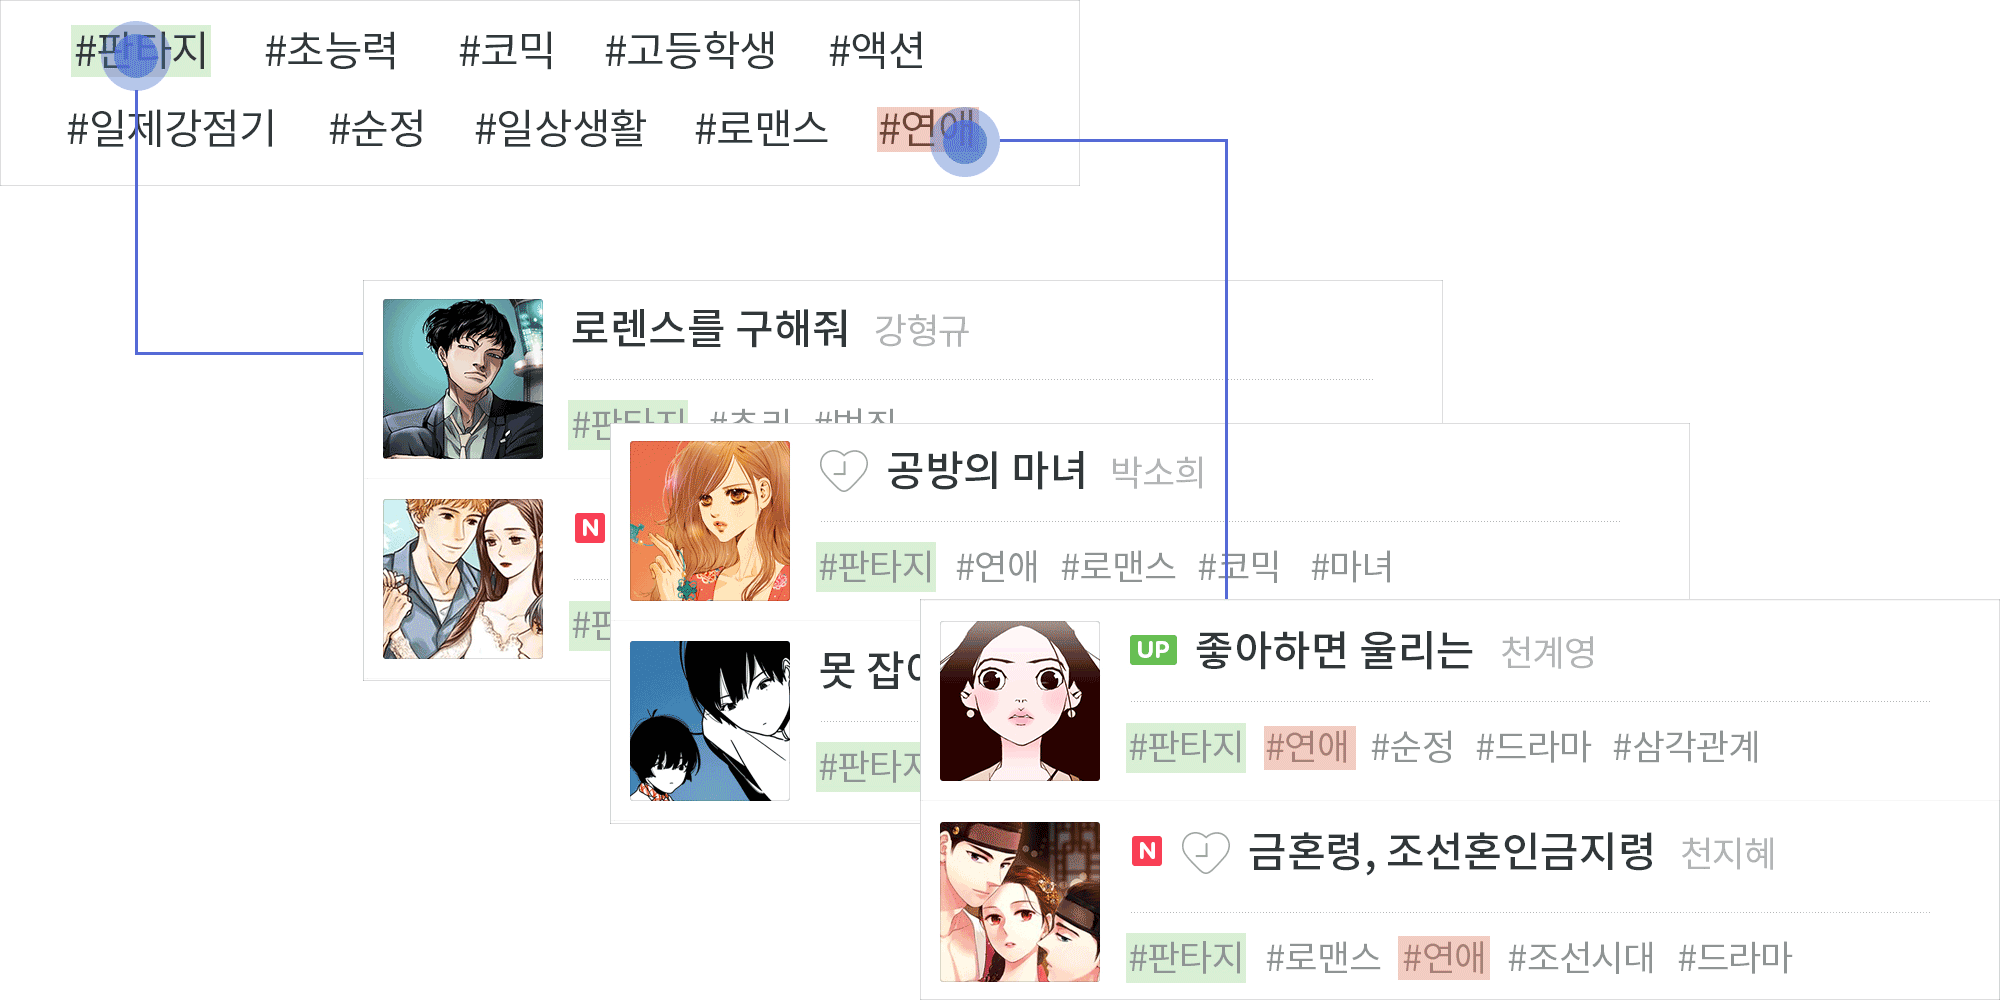 #판타지 #초능력 #코믹 #고등학생 #액션
#일제강점기 #순정 #일상생활 #로맨스 #연애
로렌스를 구해줘 강형규
#판타지 #추리 #범죄
N
공방의 마녀 박소희
#판타지 #연애 #로맨스 #코믹 #마녀
못 잡아
#판타지
UP 좋아하면 울리는 천계영
#판타지 #연애 #순정 #드라마 #삼각관계
N 금혼령, 조선혼인금지령 천지혜
#판타지 #로맨스 #연애 #조선시대 #드라마